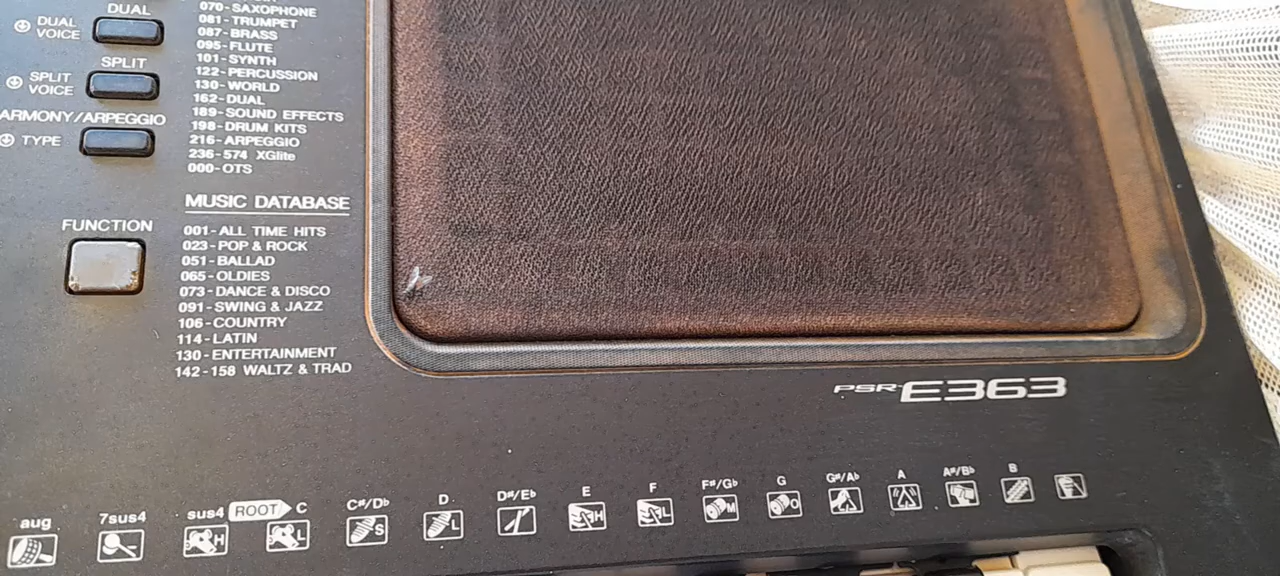 DUAL
DUAL
VOICE
SPLIT
SPLIT
VOICE
ARMONY/ARPEGGIO
TYPE
FUNCTION
070-SAXOPHONE
081-TRUMPET
087-BRASS
095-FLUTE
101-SYNTH
122-PERCUSSION
130-WORLD
162-DUAL
189-SOUND EFFECTS
198-DRUM KITS
216-ARPEGGIO
236-574 XGlite
000-OTS
MUSIC DATABASE
001-ALL TIME HITS
023-POP & ROCK
051-BALLAD
065-OLDIES
073-DANCE & DISCO
091-SWING & JAZZ
106-COUNTRY
114-LATIN
130-ENTERTAINMENT
142-158 WALTZ & TRAD
PSR-E363
aug 7sus4 sus4 ROOT C C#/D♭ D D#/E♭ E F F#/G♭ G G#/A♭ A A#/B♭ B
H L S L H L M O